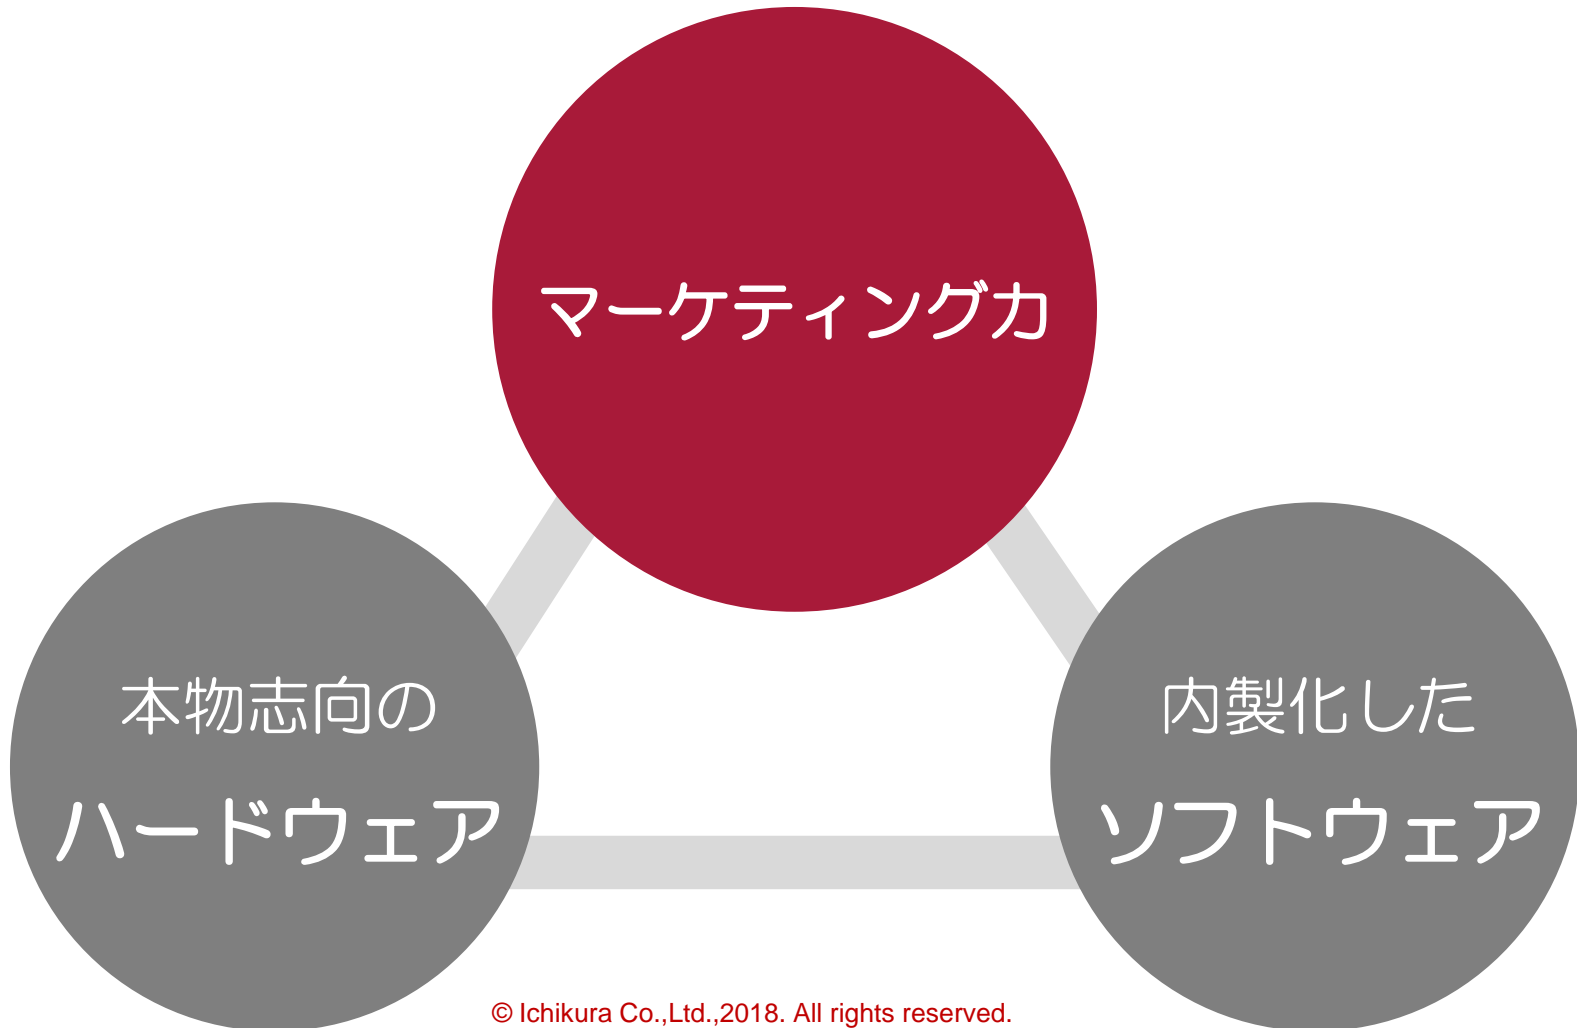 マーケティング力
本物志向の
ハードウェア
内製化した
ソフトウェア
© Ichikura Co.,Ltd.,2018. All rights reserved.